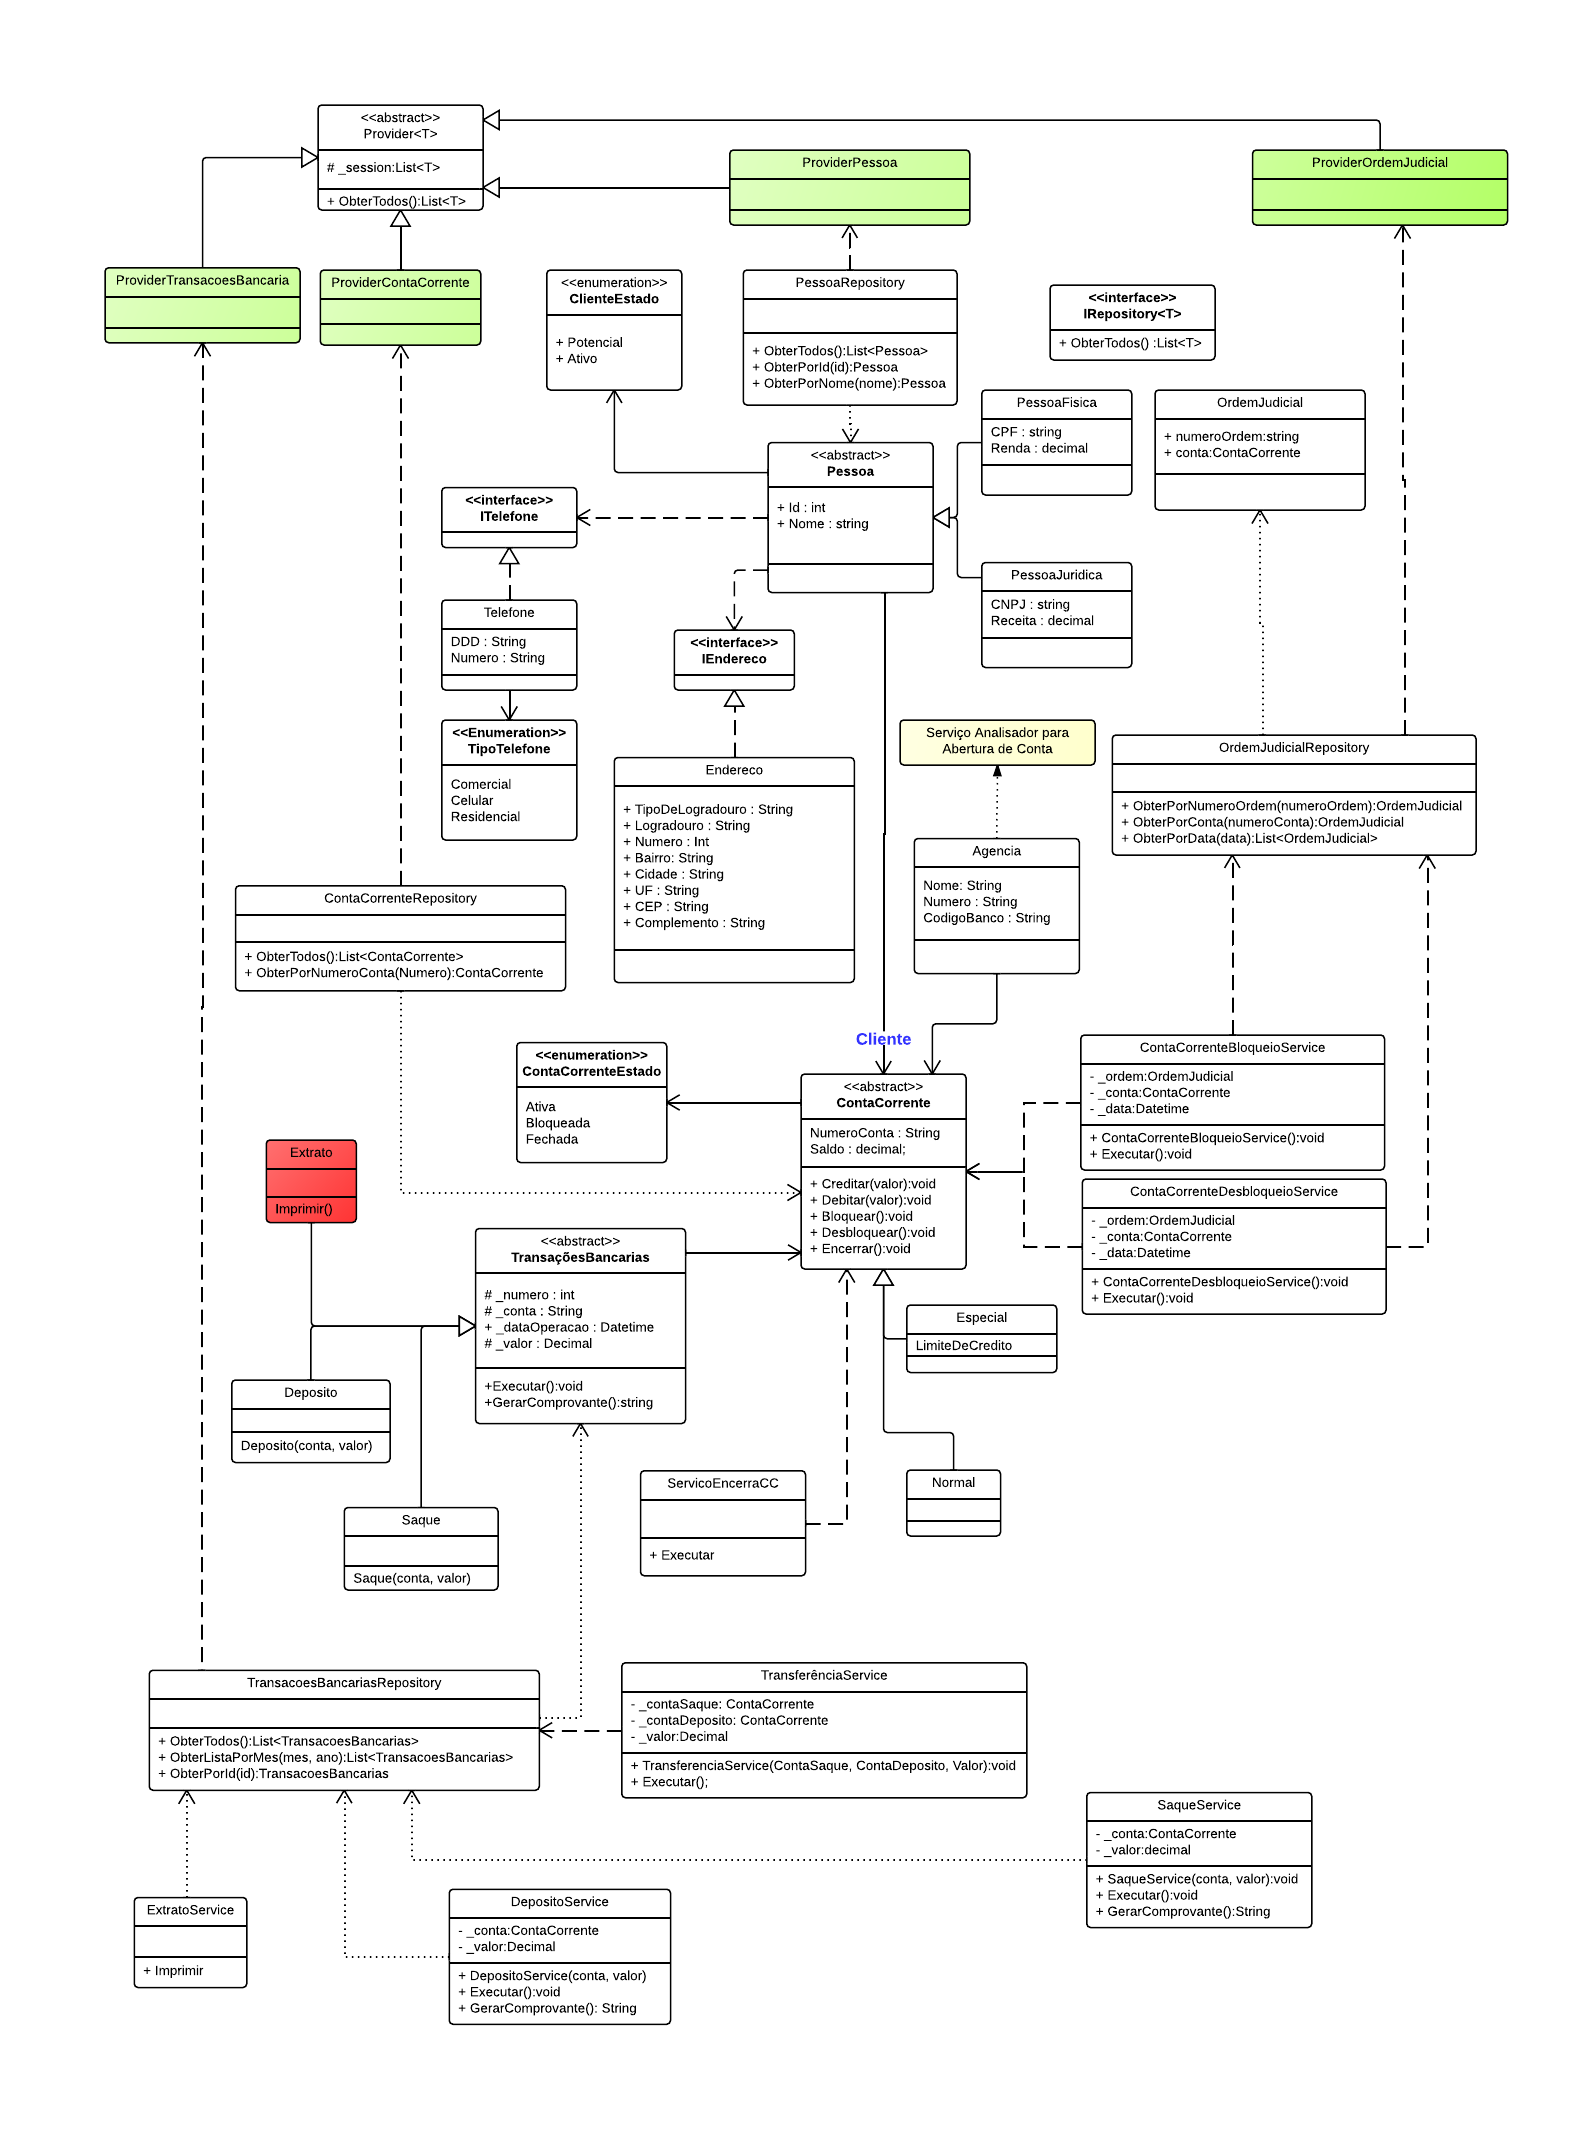 <<abstract>>
Provider<T>
# _session:List<T>
+ ObterTodos():List<T>
ProviderPessoa
ProviderOrdemJudicial
ProviderTransacoesBancaria
ProviderContaCorrente
<<enumeration>>
ClienteEstado
+ Potencial
+ Ativo
PessoaRepository
+ ObterTodos():List<Pessoa>
+ ObterPorId(id):Pessoa
+ ObterPorNome(nome):Pessoa
<<interface>>
IRepository<T>
+ ObterTodos() :List<T>
PessoaFisica
CPF : string
Renda : decimal
OrdemJudicial
+ numeroOrdem:string
+ conta:ContaCorrente
<<abstract>>
Pessoa
+ Id : int
+ Nome : string
<<interface>>
ITelefone
PessoaJuridica
CNPJ : string
Receita : decimal
Telefone
DDD : String
Numero : String
<<interface>>
IEndereco
<<Enumeration>>
TipoTelefone
Comercial
Celular
Residencial
Serviço Analisador para
Abertura de Conta
OrdemJudicialRepository
+ ObterPorNumeroOrdem(numeroOrdem):OrdemJudicial
+ ObterPorConta(numeroConta):OrdemJudicial
+ ObterPorData(data):List<OrdemJudicial>
Endereco
+ TipoDeLogradouro : String
+ Logradouro : String
+ Numero : Int
+ Bairro: String
+ Cidade : String
+ UF : String
+ CEP : String
+ Complemento : String
Agencia
Nome: String
Numero : String
CodigoBanco : String
ContaCorrenteRepository
+ ObterTodos():List<ContaCorrente>
+ ObterPorNumeroConta(Numero):ContaCorrente
Cliente
<<enumeration>>
ContaCorrenteEstado
Ativa
Bloqueada
Fechada
<<abstract>>
ContaCorrente
NumeroConta : String
Saldo : decimal;
+ Creditar(valor):void
+ Debitar(valor):void
+ Bloquear():void
+ Desbloquear():void
+ Encerrar():void
ContaCorrenteBloqueioService
- _ordem:OrdemJudicial
- _conta:ContaCorrente
- _data:Datetime
+ ContaCorrenteBloqueioService():void
+ Executar():void
Extrato
Imprimir()
ContaCorrenteDesbloqueioService
- _ordem:OrdemJudicial
- _conta:ContaCorrente
- _data:Datetime
+ ContaCorrenteDesbloqueioService():void
+ Executar():void
<<abstract>>
TransaçõesBancarias
# _numero : int
# _conta : String
+ _dataOperacao : Datetime
# _valor : Decimal
+Executar():void
+GerarComprovante():string
Especial
LimiteDeCredito
Deposito
Deposito(conta, valor)
ServicoEncerraCC
+ Executar
Normal
Saque
Saque(conta, valor)
TransacoesBancariasRepository
+ ObterTodos():List<TransacoesBancarias>
+ ObterListaPorMes(mes, ano):List<TransacoesBancarias>
+ ObterPorId(id):TransacoesBancarias
TransferênciaService
- _contaSaque: ContaCorrente
- _contaDeposito: ContaCorrente
- _valor:Decimal
+ TransferenciaService(ContaSaque, ContaDeposito, Valor):void
+ Executar();
SaqueService
- _conta:ContaCorrente
- _valor:decimal
+ SaqueService(conta, valor):void
+ Executar():void
+ GerarComprovante():String
ExtratoService
+ Imprimir
DepositoService
- _conta:ContaCorrente
- _valor:Decimal
+ DepositoService(conta, valor)
+ Executar():void
+ GerarComprovante(): String